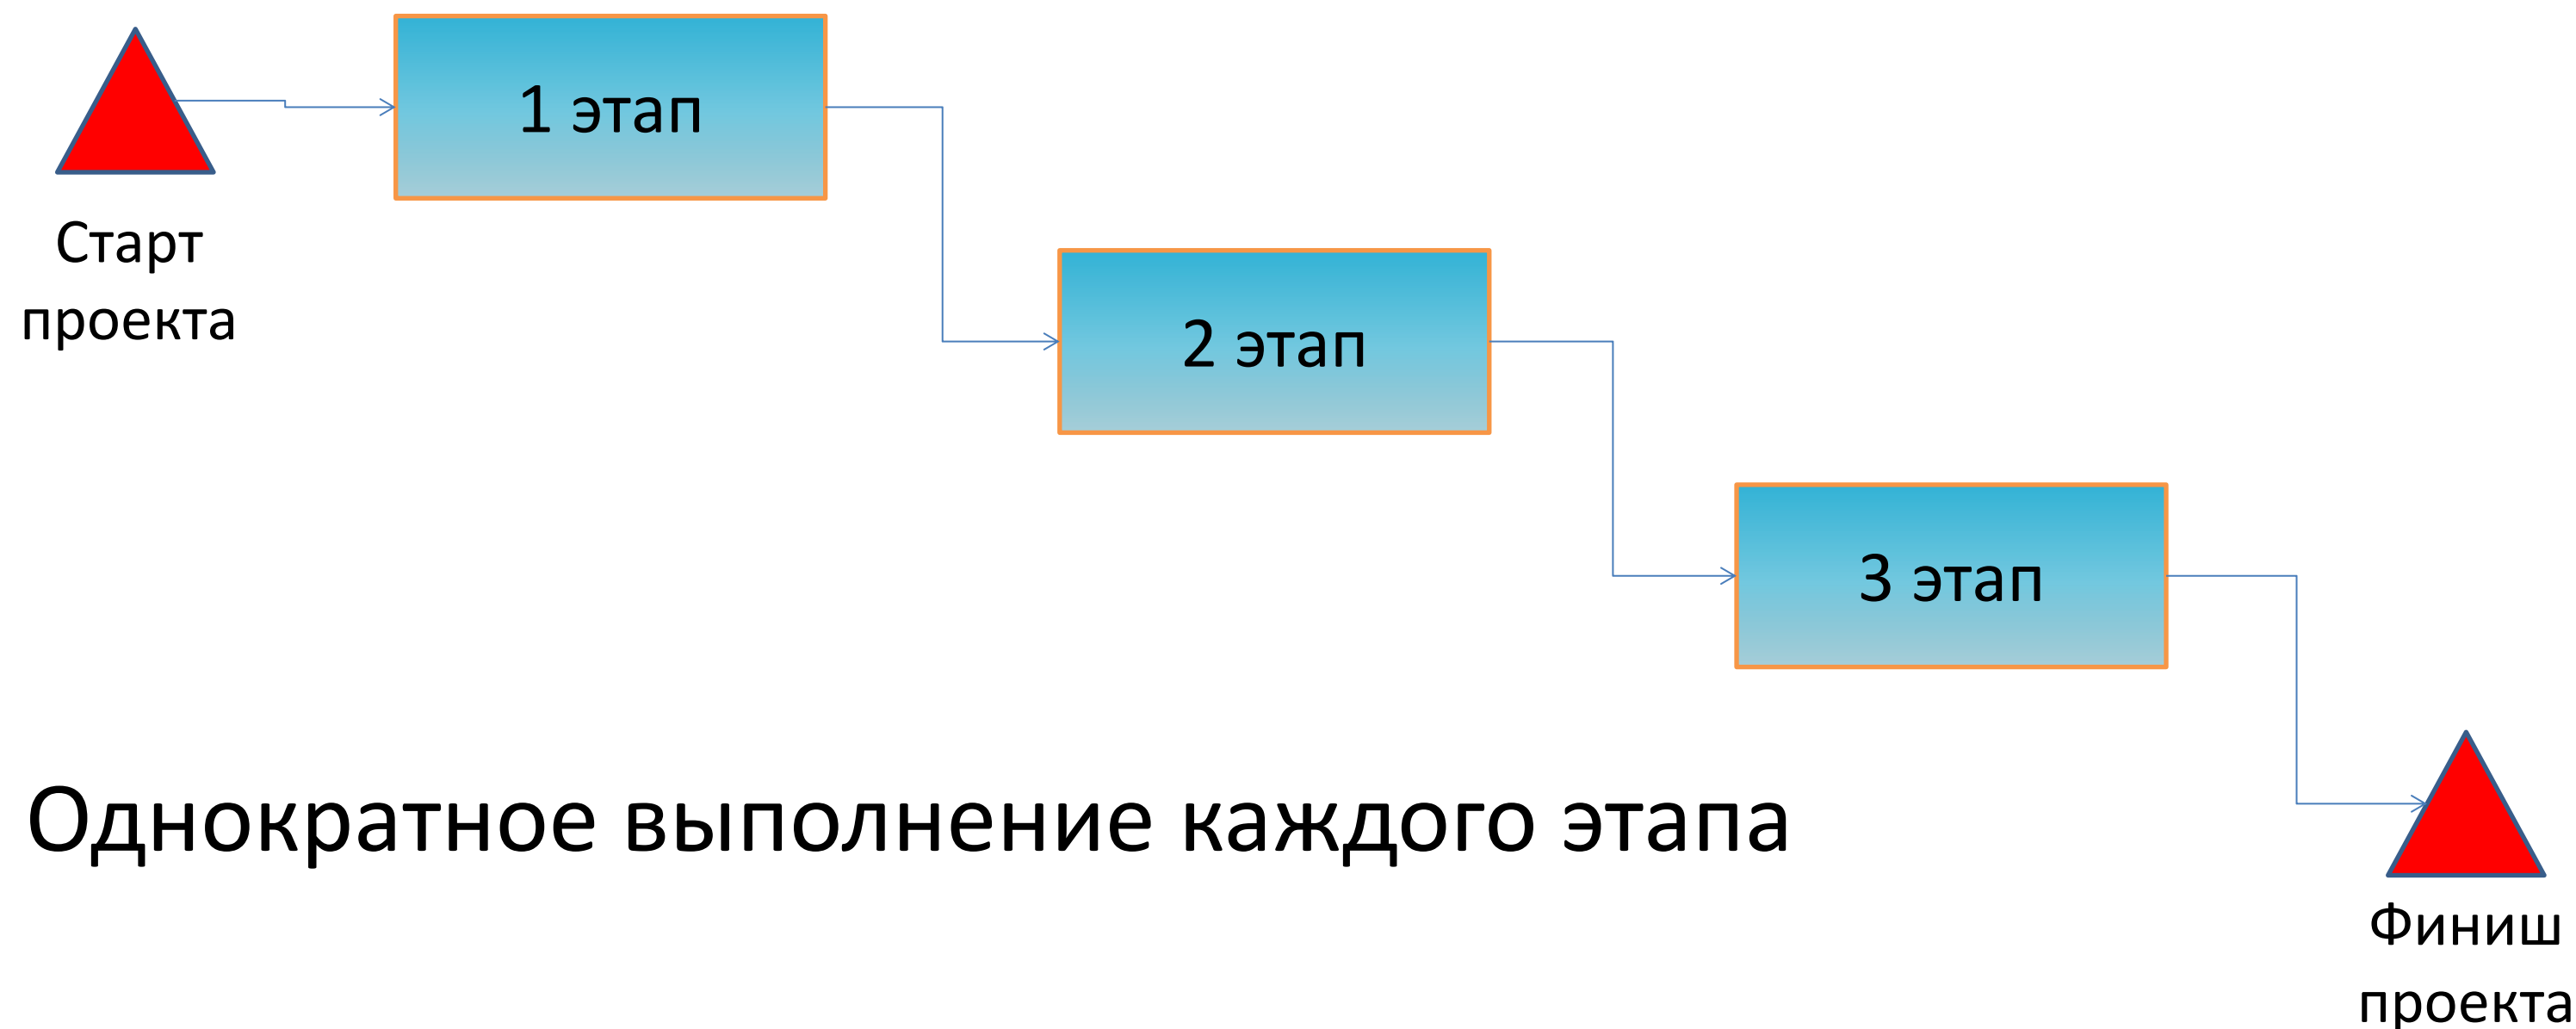 1 этап
Старт
проекта
2 этап
3 этап
Однократное выполнение каждого этапа
Финиш
проекта